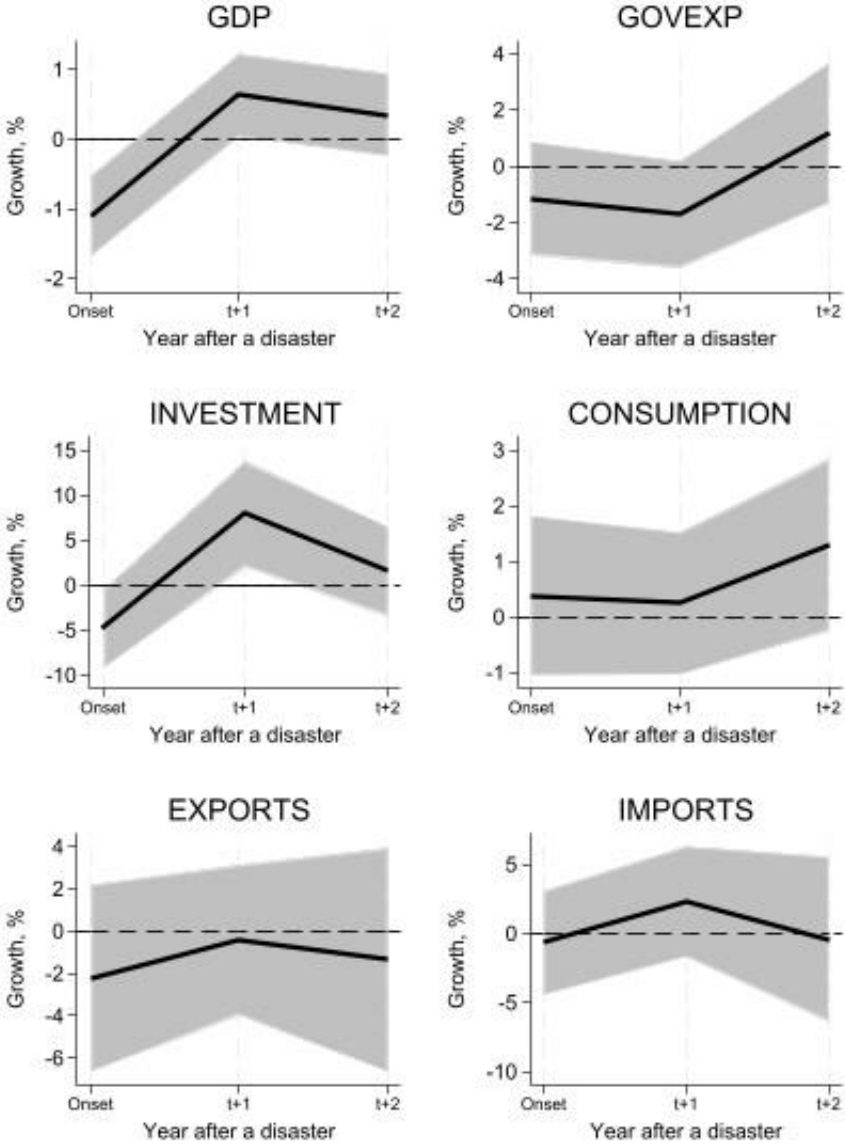 GDP
Growth, %
1
0
-1
-2
Onset
t+1
t+2
Year after a disaster
GOVEXP
Growth, %
4
2
0
-2
-4
Onset
t+1
t+2
Year after a disaster
INVESTMENT
Growth, %
15
10
5
0
-5
-10
Onset
t+1
t+2
Year after a disaster
CONSUMPTION
Growth, %
3
2
1
0
-1
Onset
t+1
t+2
Year after a disaster
EXPORTS
Growth, %
4
2
0
-2
-4
-6
Onset
t+1
t+2
Year after a disaster
IMPORTS
Growth, %
5
0
-5
-10
Onset
t+1
t+2
Year after a disaster